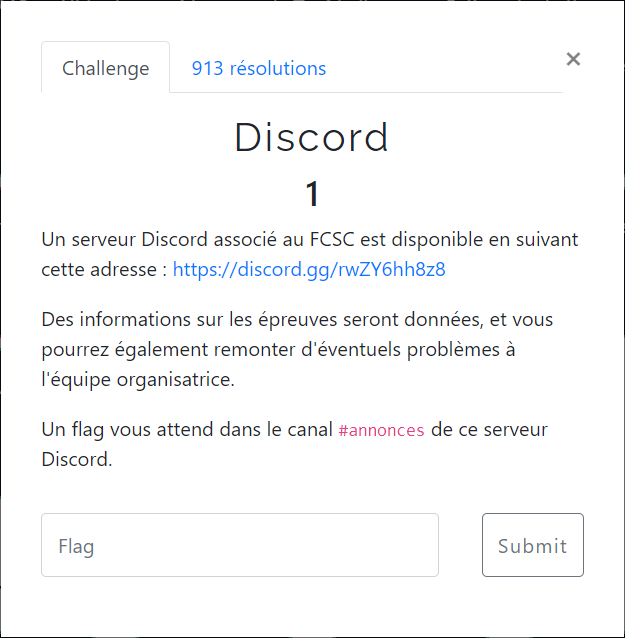 Challenge 913 résolutions ×
Discord
1
Un serveur Discord associé au FCSC est disponible en suivant
cette adresse : https://discord.gg/rwZY6hh8z8
Des informations sur les épreuves seront données, et vous
pourrez également remonter d'éventuels problèmes à
l'équipe organisatrice.
Un flag vous attend dans le canal #annonces de ce serveur
Discord.
Flag Submit